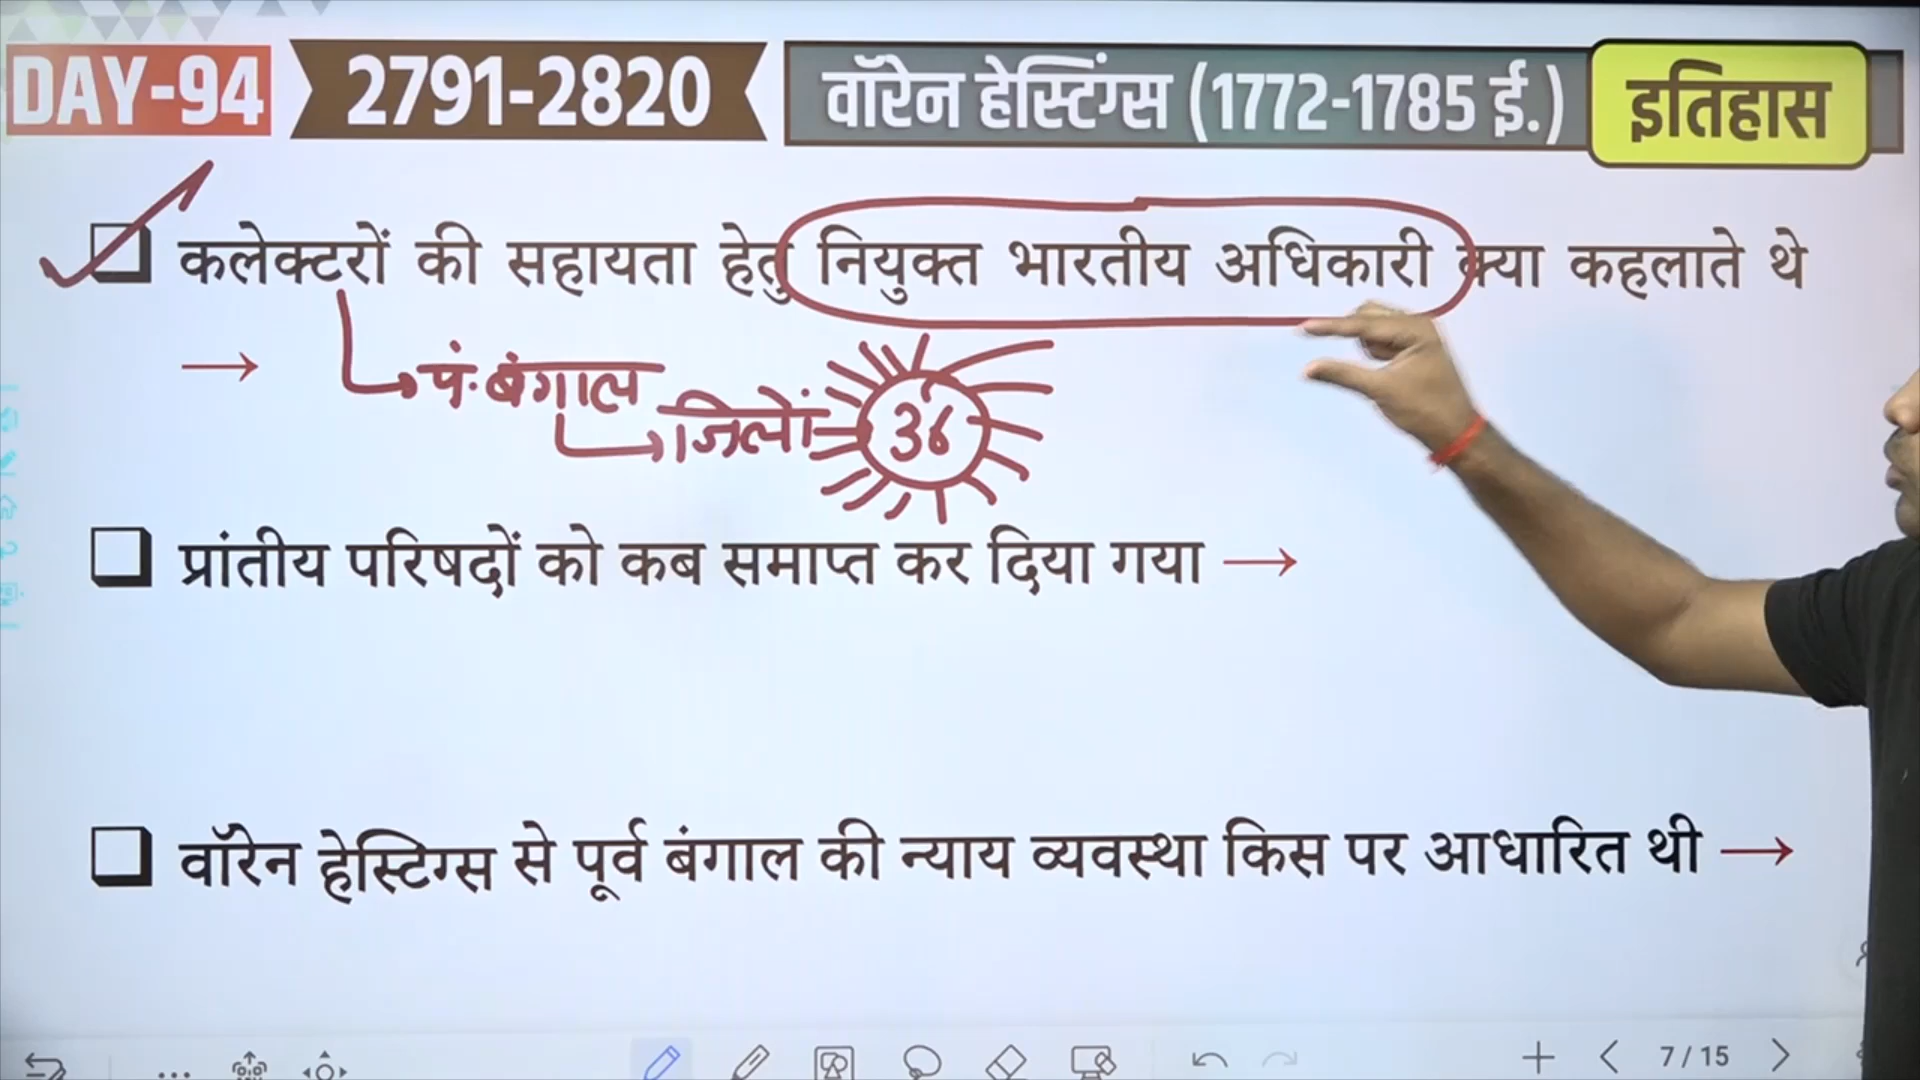 DAY-94 2791-2820 वॉरेन हेस्टिंग्स (1772-1785 ई.) इतिहास
कलेक्टरों की सहायता हेतु नियुक्त भारतीय अधिकारी क्या कहलाते थे
→
पं. बंगाल
जिलों 36
प्रांतीय परिषदों को कब समाप्त कर दिया गया →
वॉरेन हेस्टिग्स से पूर्व बंगाल की न्याय व्यवस्था किस पर आधारित थी →
7 / 15